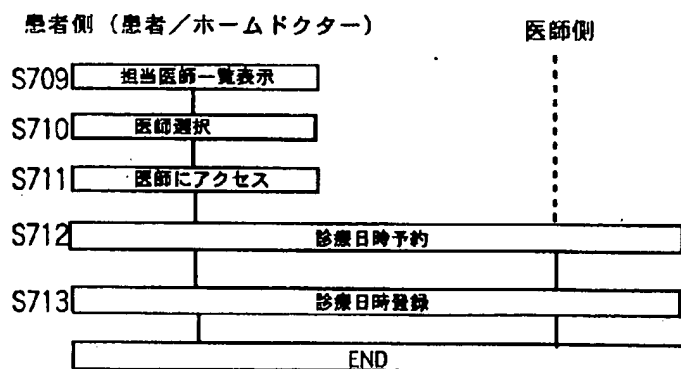 患者側（患者／ホームドクター）
医師側
S709 担当医師一覧表示
S710 医師選択
S711 医師にアクセス
S712 診療日時予約
S713 診療日時登録
END